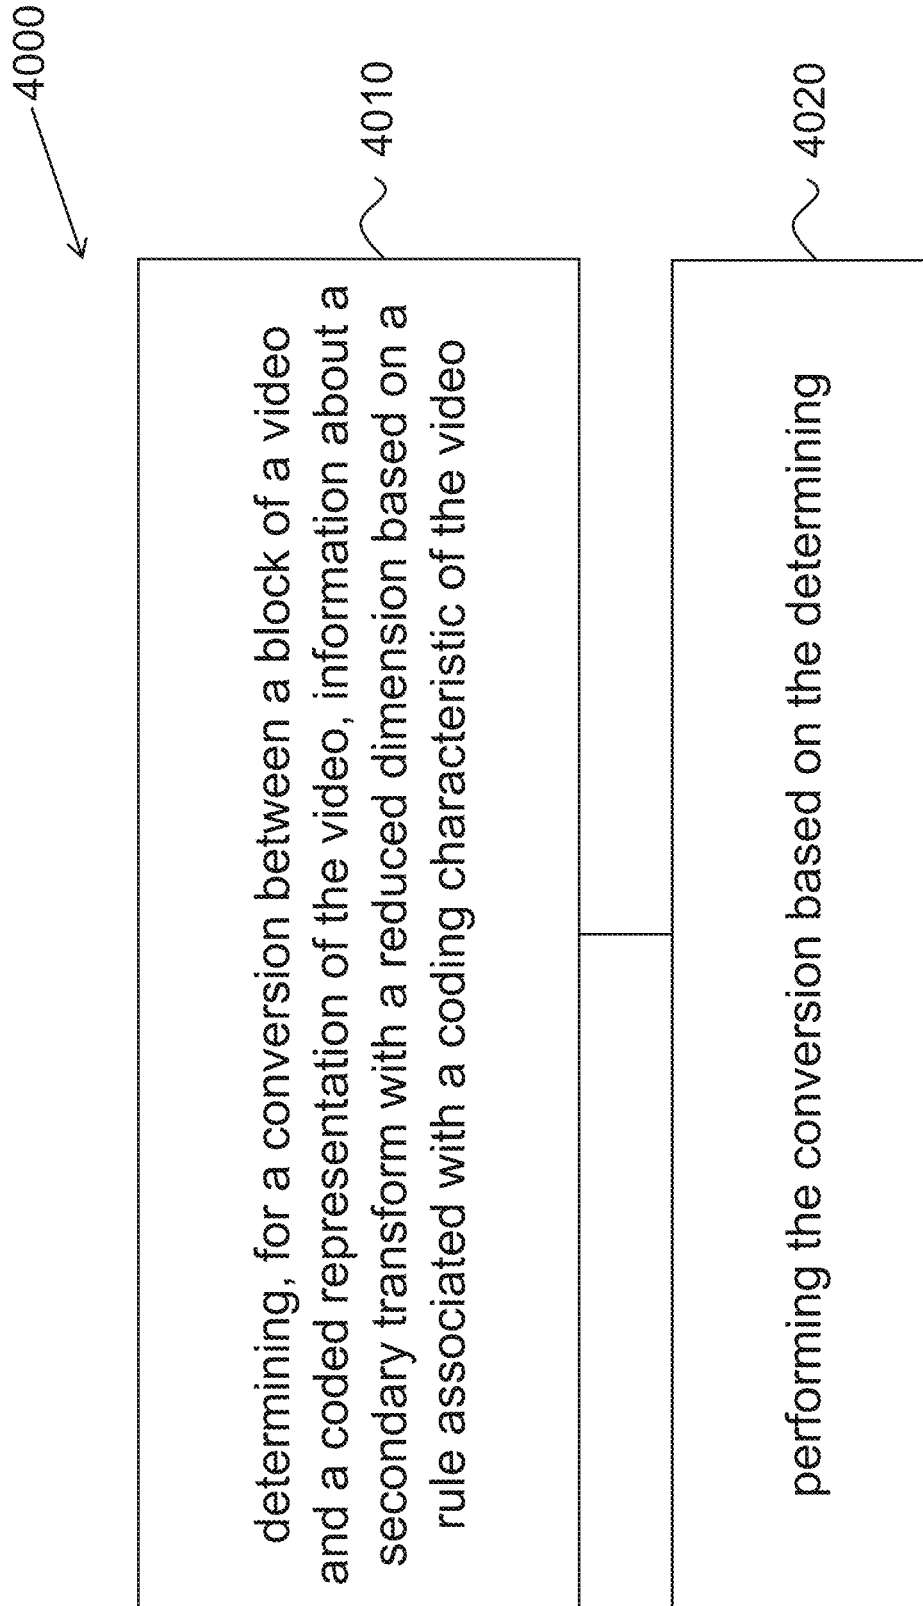 4000
determining, for a conversion between a block of a video
and a coded representation of the video, information about a
secondary transform with a reduced dimension based on a
rule associated with a coding characteristic of the video
4010
performing the conversion based on the determining
4020